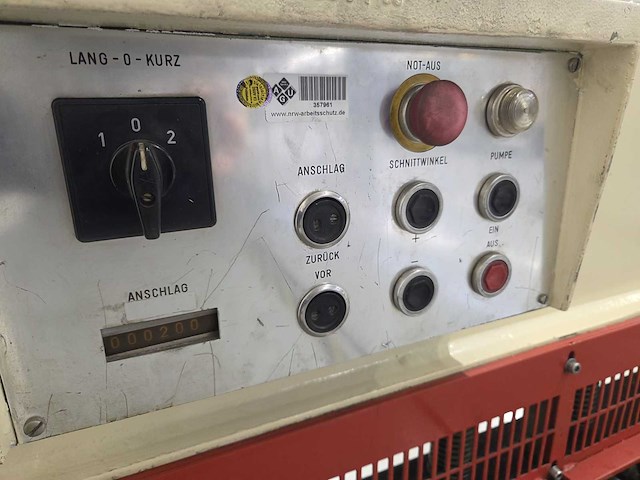 LANG - 0 - KURZ
1 0 2
ANSCHLAG
000200
AGU
357961
www.nrw-arbeitsschutz.de
ANSCHLAG
ZURÜCK
VOR
NOT-AUS
SCHNITTWINKEL
+
−
PUMPE
EIN
AUS